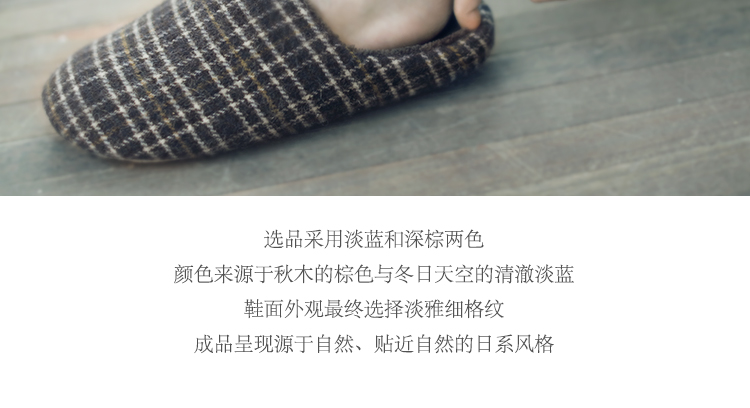 选品采用淡蓝和深棕两色
颜色来源于秋木的棕色与冬日天空的清澈淡蓝
鞋面外观最终选择淡雅细格纹
成品呈现源于自然、贴近自然的日系风格